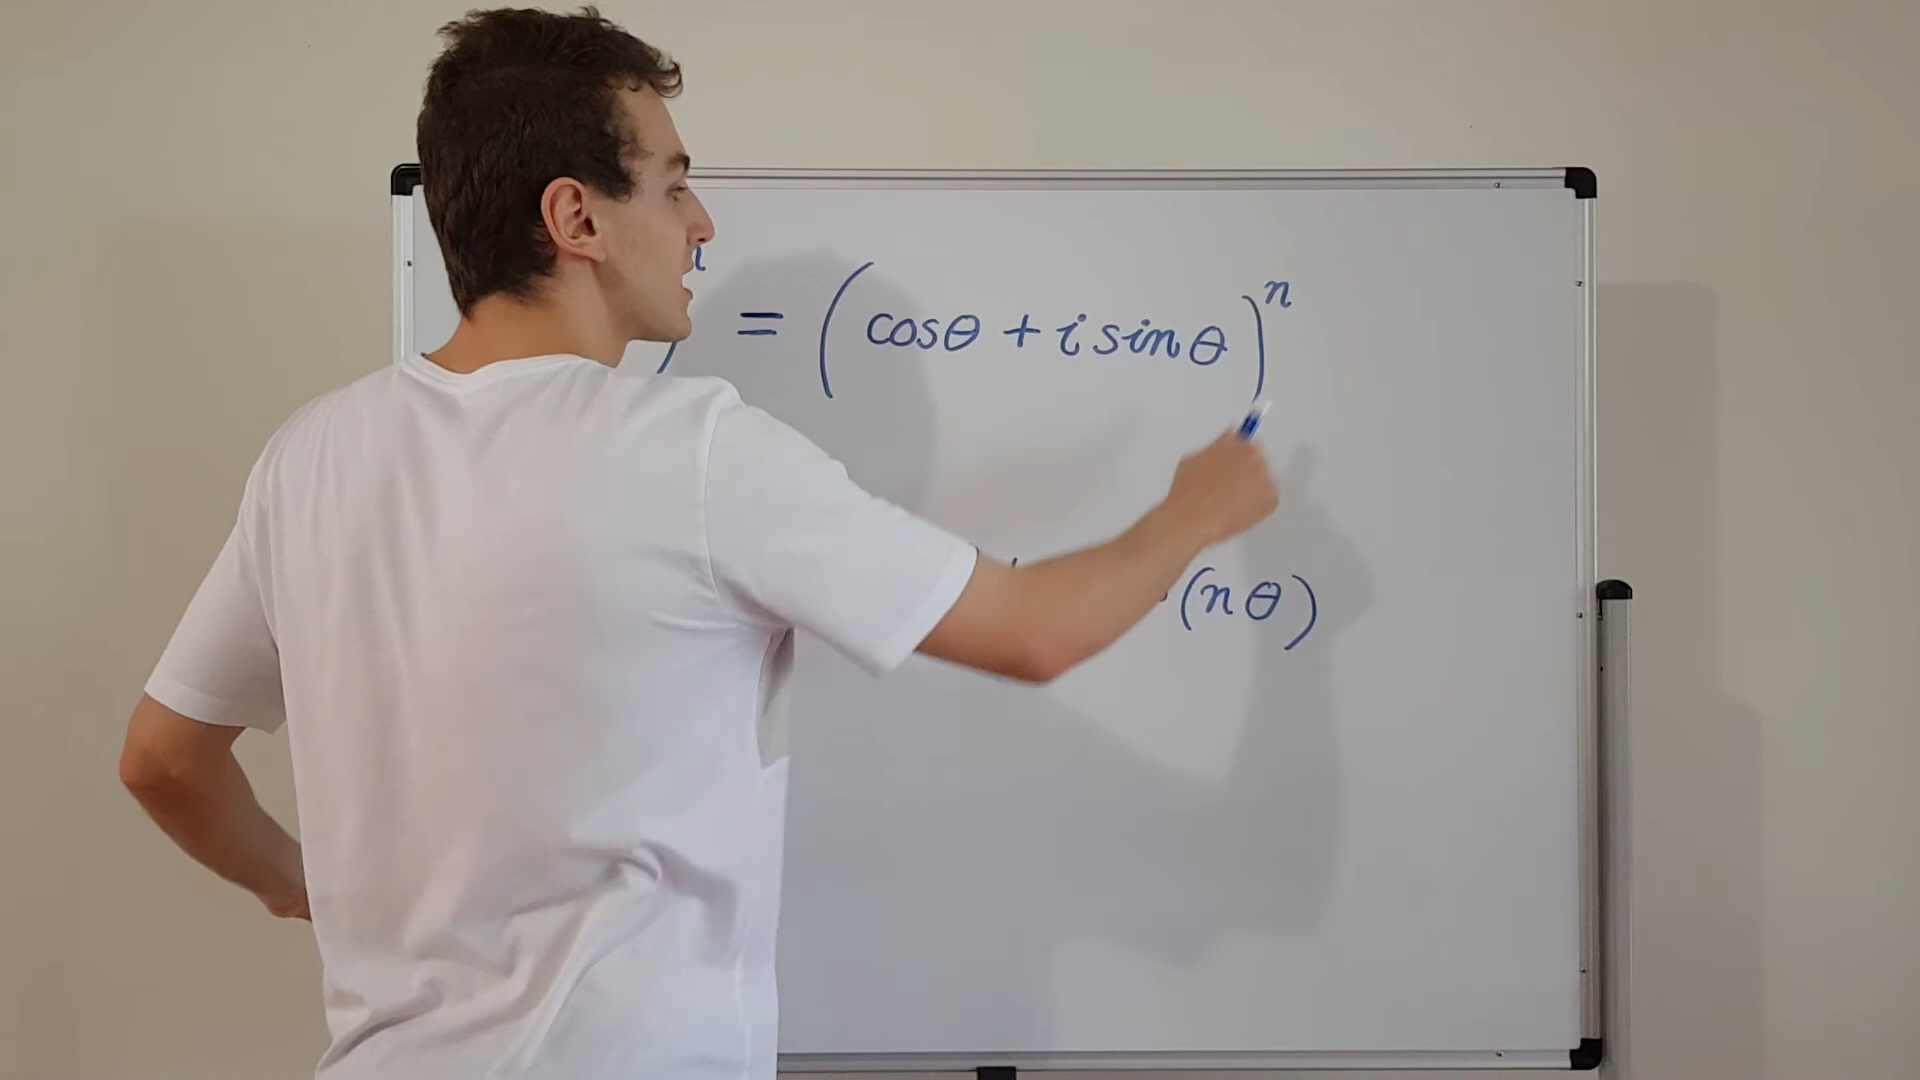 ) = (cosθ + i sinθ)ⁿ
(nθ)